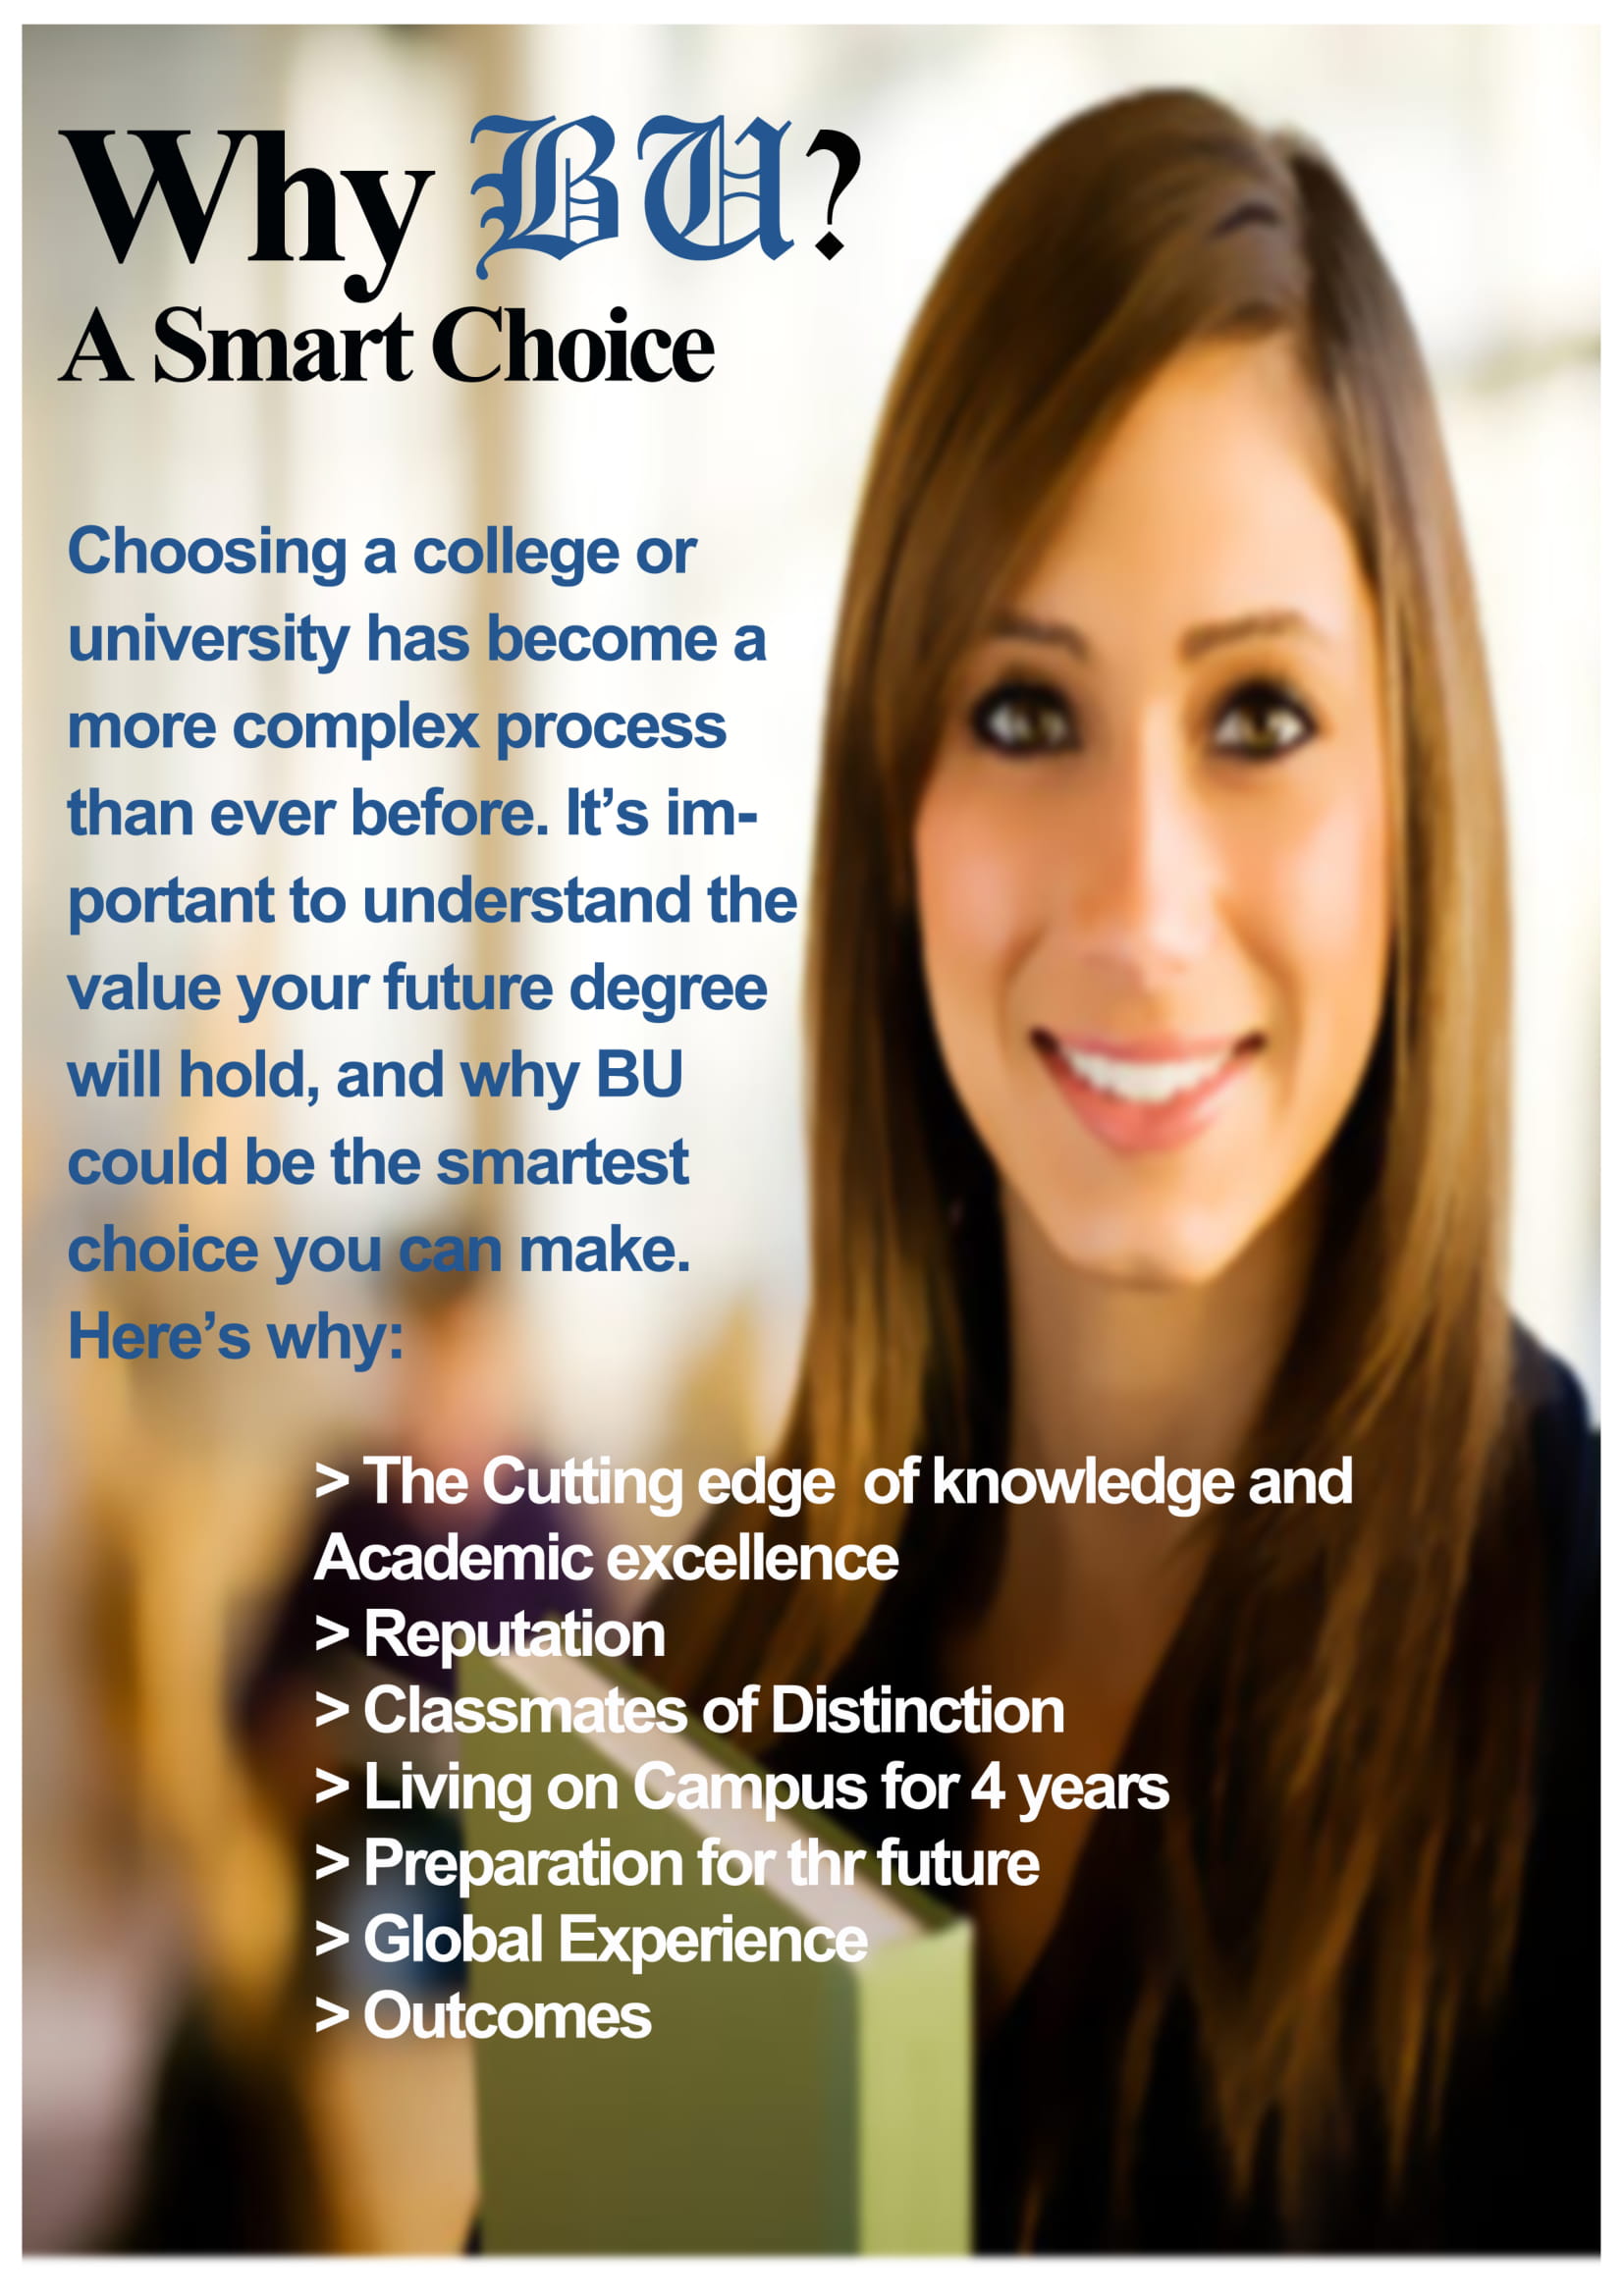 Why BU?
A Smart Choice
Choosing a college or
university has become a
more complex process
than ever before. It’s im-
portant to understand the
value your future degree
will hold, and why BU
could be the smartest
choice you can make.
Here’s why:
> The Cutting edge  of knowledge and
Academic excellence
> Reputation
> Classmates of Distinction
> Living on Campus for 4 years
> Preparation for thr future
> Global Experience
> Outcomes